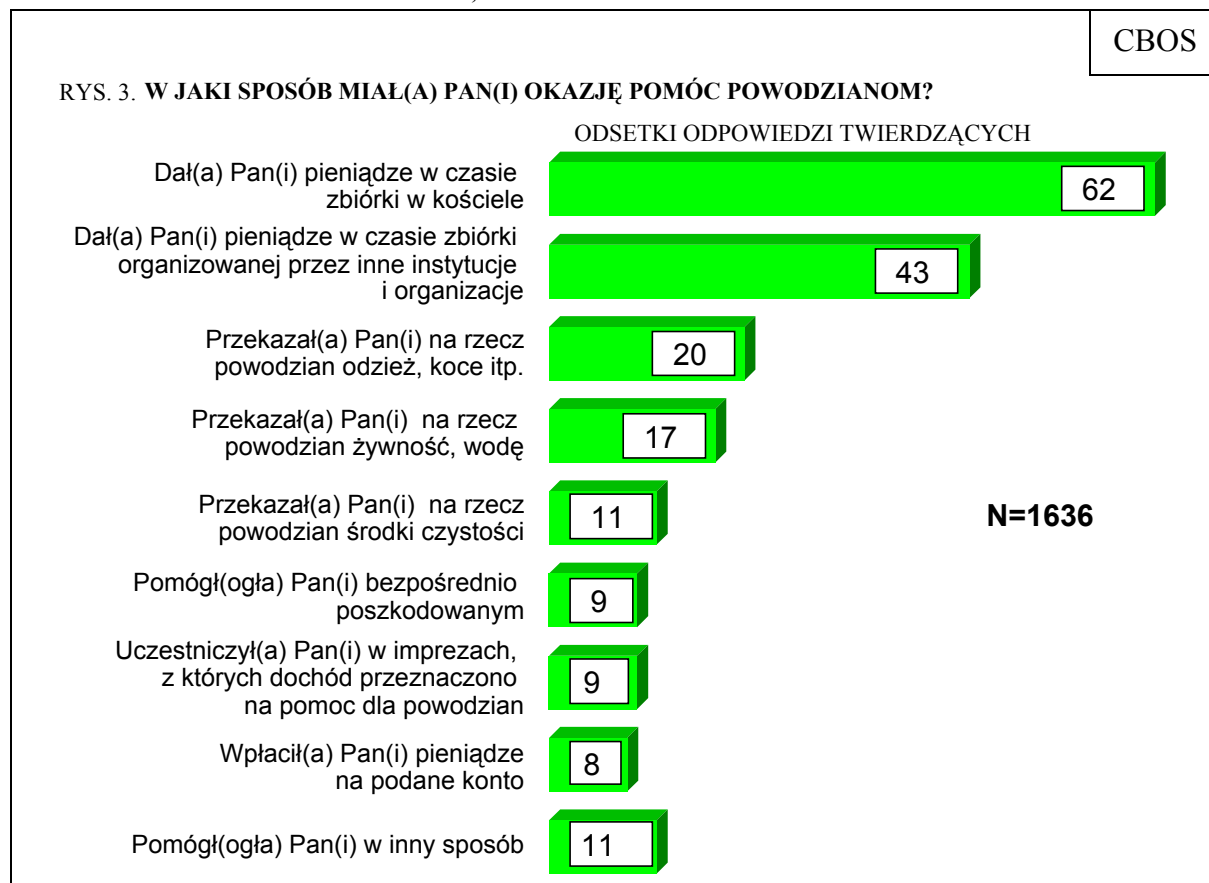 CBOS
RYS. 3. W JAKI SPOSÓB MIAŁ(A) PAN(I) OKAZJĘ POMÓC POWODZIANOM?
ODSETKI ODPOWIEDZI TWIERDZĄCYCH
Dał(a) Pan(i) pieniądze w czasie
zbiórki w kościele
62
Dał(a) Pan(i) pieniądze w czasie zbiórki
organizowanej przez inne instytucje
i organizacje
43
Przekazał(a) Pan(i) na rzecz
powodzian odzież, koce itp.
20
Przekazał(a) Pan(i) na rzecz
powodzian żywność, wodę
17
Przekazał(a) Pan(i) na rzecz
powodzian środki czystości
11
N=1636
Pomógł(ogła) Pan(i) bezpośrednio
poszkodowanym
9
Uczestniczył(a) Pan(i) w imprezach,
z których dochód przeznaczono
na pomoc dla powodzian
9
Wpłacił(a) Pan(i) pieniądze
na podane konto
8
Pomógł(ogła) Pan(i) w inny sposób
11